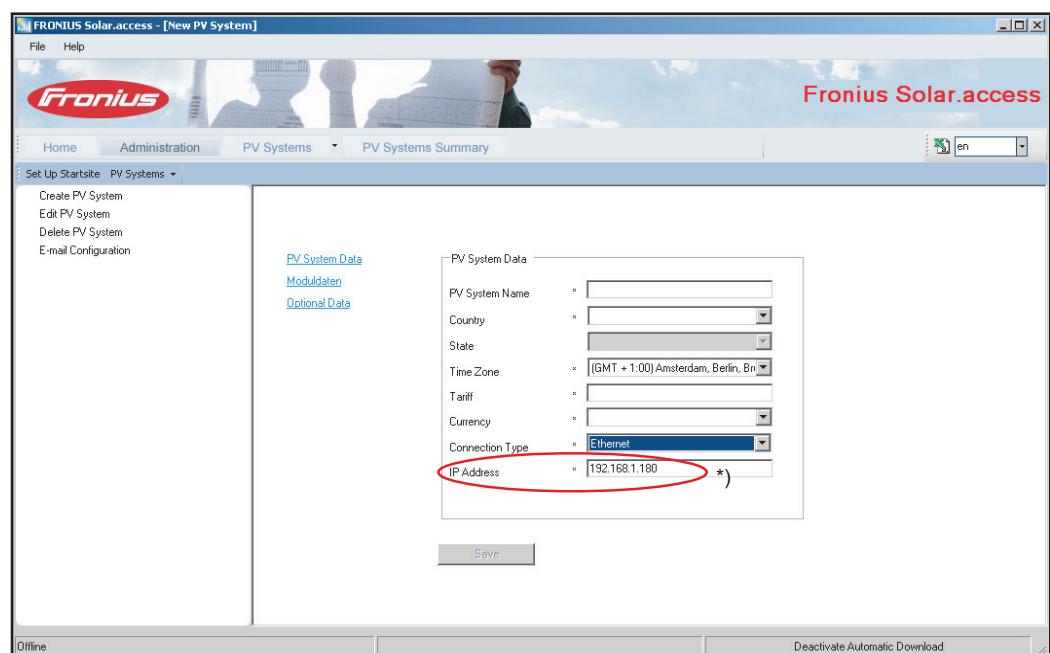 FRONIUS Solar.access - [New PV System]
File Help
Fronius
Fronius Solar.access
Home Administration PV Systems PV Systems Summary
en
Set Up Startsite PV Systems
Create PV System
Edit PV System
Delete PV System
E-mail Configuration
PV System Data
Moduldaten
Optional Data
PV System Data
PV System Name *
Country *
State
Time Zone * (GMT + 1:00) Amsterdam, Berlin, Br
Tariff *
Currency *
Connection Type * Ethernet
IP Address * 192.168.1.180 *)
Save
Offline
Deactivate Automatic Download